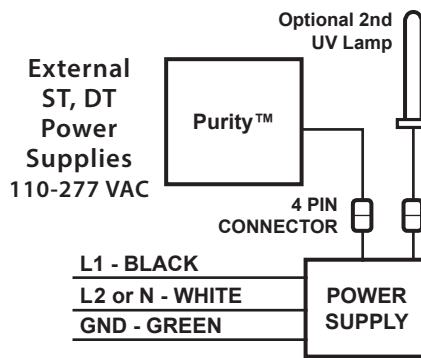 Optional 2nd
UV Lamp
External
ST, DT
Power
Supplies
110-277 VAC
Purity™
4 PIN
CONNECTOR
L1 - BLACK
L2 or N - WHITE
GND - GREEN
POWER
SUPPLY